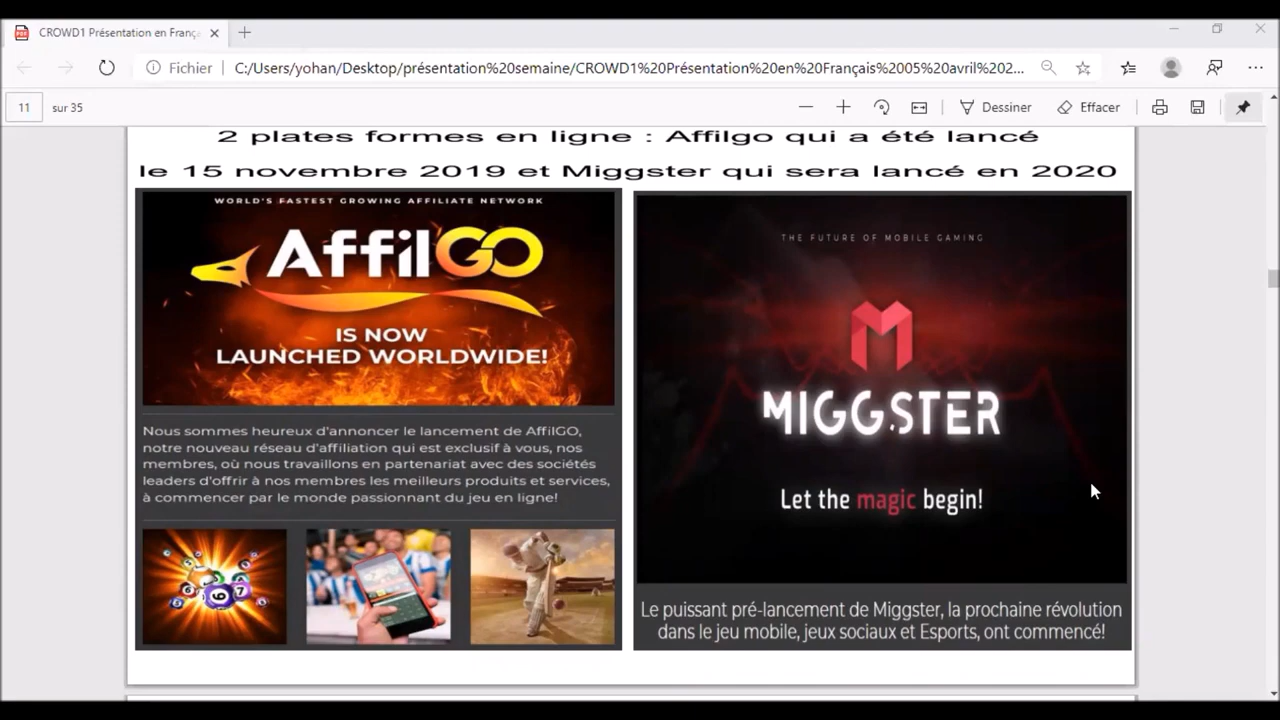 CROWD1 Présentation en França
Fichier
C:/Users/yohan/Desktop/présentation%20semaine/CROWD1%20Présentation%20en%20Français%2005%20avril%202...
11 sur 35
Dessiner
Effacer
2 plates formes en ligne : Affilgo qui a été lancé
le 15 novembre 2019 et Miggster qui sera lancé en 2020
WORLD'S FASTEST GROWING AFFILIATE NETWORK
AffilGO
IS NOW
LAUNCHED WORLDWIDE!
Nous sommes heureux d'annoncer le lancement de AffilGO,
notre nouveau réseau d'affiliation qui est exclusif à vous, nos
membres, où nous travaillons en partenariat avec des sociétés
leaders d'offrir à nos membres les meilleurs produits et services,
à commencer par le monde passionnant du jeu en ligne!
THE FUTURE OF MOBILE GAMING
M
MIGGSTER
Let the magic begin!
Le puissant pré-lancement de Miggster, la prochaine révolution
dans le jeu mobile, jeux sociaux et Esports, ont commencé!